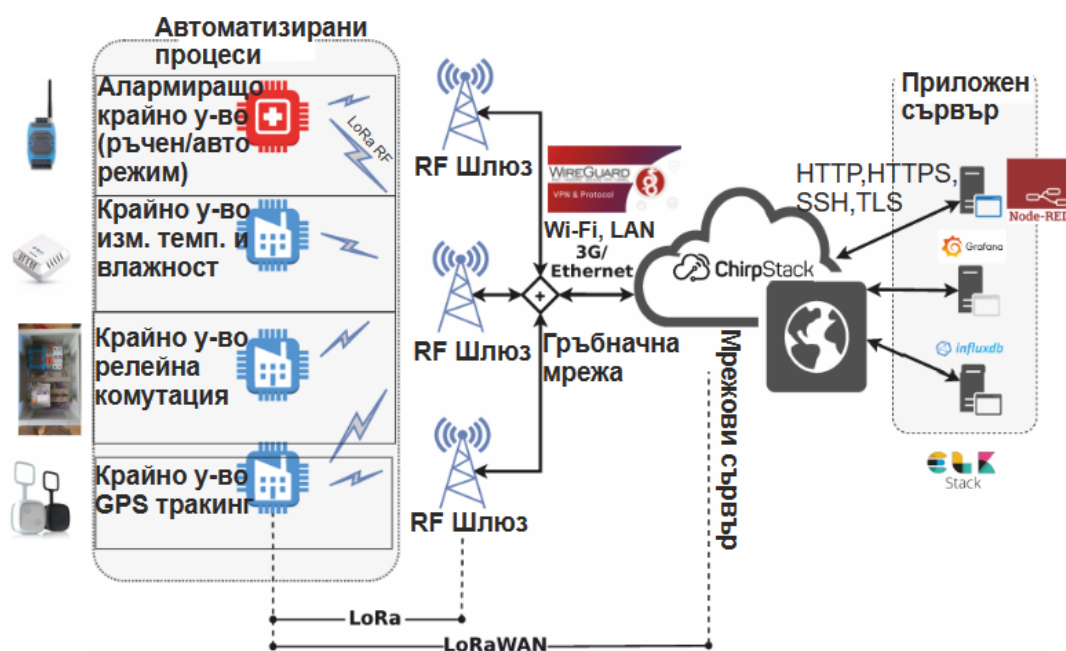 Автоматизирани
процеси
Алармиращо
крайно у-во
(ръчен/авто
режим)
LoRa RF
Крайно у-во
изм. темп. и
влажност
Крайно у-во
релейна
комутация
Крайно у-во
GPS тракинг
RF Шлюз
RF Шлюз
RF Шлюз
WIREGUARD
VPN & Protocol
Wi-Fi, LAN
3G/
Ethernet
+
Гръбначна
мрежа
ChirpStack
Мрежови сървър
HTTP,HTTPS,
SSH,TLS
Приложен
сървър
Node-RED
Grafana
influxdb
ELK
Stack
LoRa
LoRaWAN